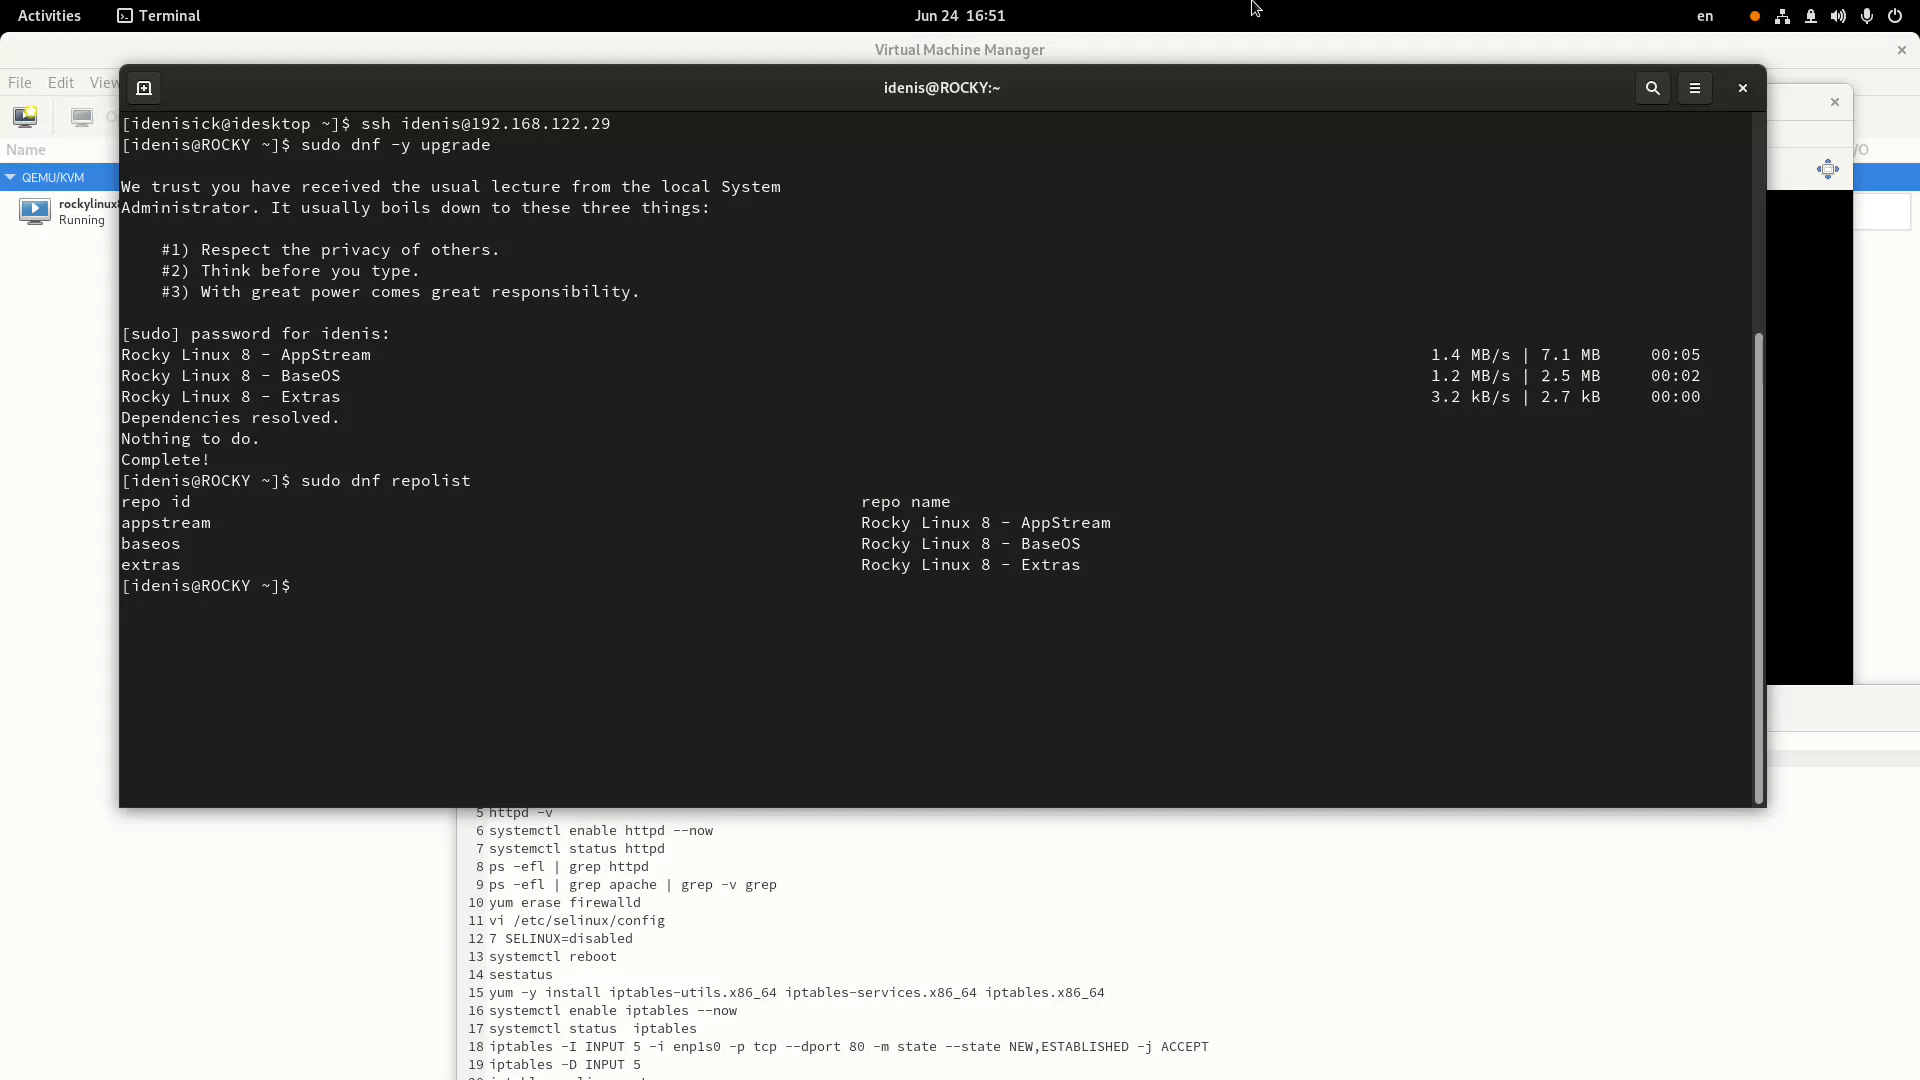 Activities
Terminal
Jun 24 16:51
en
Virtual Machine Manager
File Edit View
idenis@ROCKY:~
[idenisick@idesktop ~]$ ssh idenis@192.168.122.29
[idenis@ROCKY ~]$ sudo dnf -y upgrade
Name
QEMU/KVM
We trust you have received the usual lecture from the local System
rockylinux
Running
Administrator. It usually boils down to these three things:
#1) Respect the privacy of others.
#2) Think before you type.
#3) With great power comes great responsibility.
[sudo] password for idenis:
Rocky Linux 8 - AppStream 1.4 MB/s | 7.1 MB 00:05
Rocky Linux 8 - BaseOS 1.2 MB/s | 2.5 MB 00:02
Rocky Linux 8 - Extras 3.2 kB/s | 2.7 kB 00:00
Dependencies resolved.
Nothing to do.
Complete!
[idenis@ROCKY ~]$ sudo dnf repolist
repo id repo name
appstream Rocky Linux 8 - AppStream
baseos Rocky Linux 8 - BaseOS
extras Rocky Linux 8 - Extras
[idenis@ROCKY ~]$
5 httpd -v
6 systemctl enable httpd --now
7 systemctl status httpd
8 ps -efl | grep httpd
9 ps -efl | grep apache | grep -v grep
10 yum erase firewalld
11 vi /etc/selinux/config
12 7 SELINUX=disabled
13 systemctl reboot
14 sestatus
15 yum -y install iptables-utils.x86_64 iptables-services.x86_64 iptables.x86_64
16 systemctl enable iptables --now
17 systemctl status  iptables
18 iptables -I INPUT 5 -i enp1s0 -p tcp --dport 80 -m state --state NEW,ESTABLISHED -j ACCEPT
19 iptables -D INPUT 5